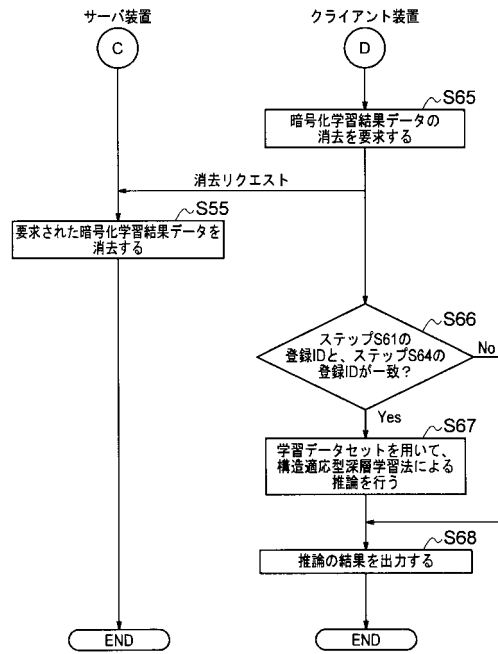 サーバ装置
クライアント装置
C
D
S65
暗号化学習結果データの
消去を要求する
消去リクエスト
S55
要求された暗号化学習結果データを
消去する
S66
ステップS61の
登録IDと、ステップS64の
登録IDが一致?
No
Yes
S67
学習データセットを用いて、
構造適応型深層学習法による
推論を行う
S68
推論の結果を出力する
END
END